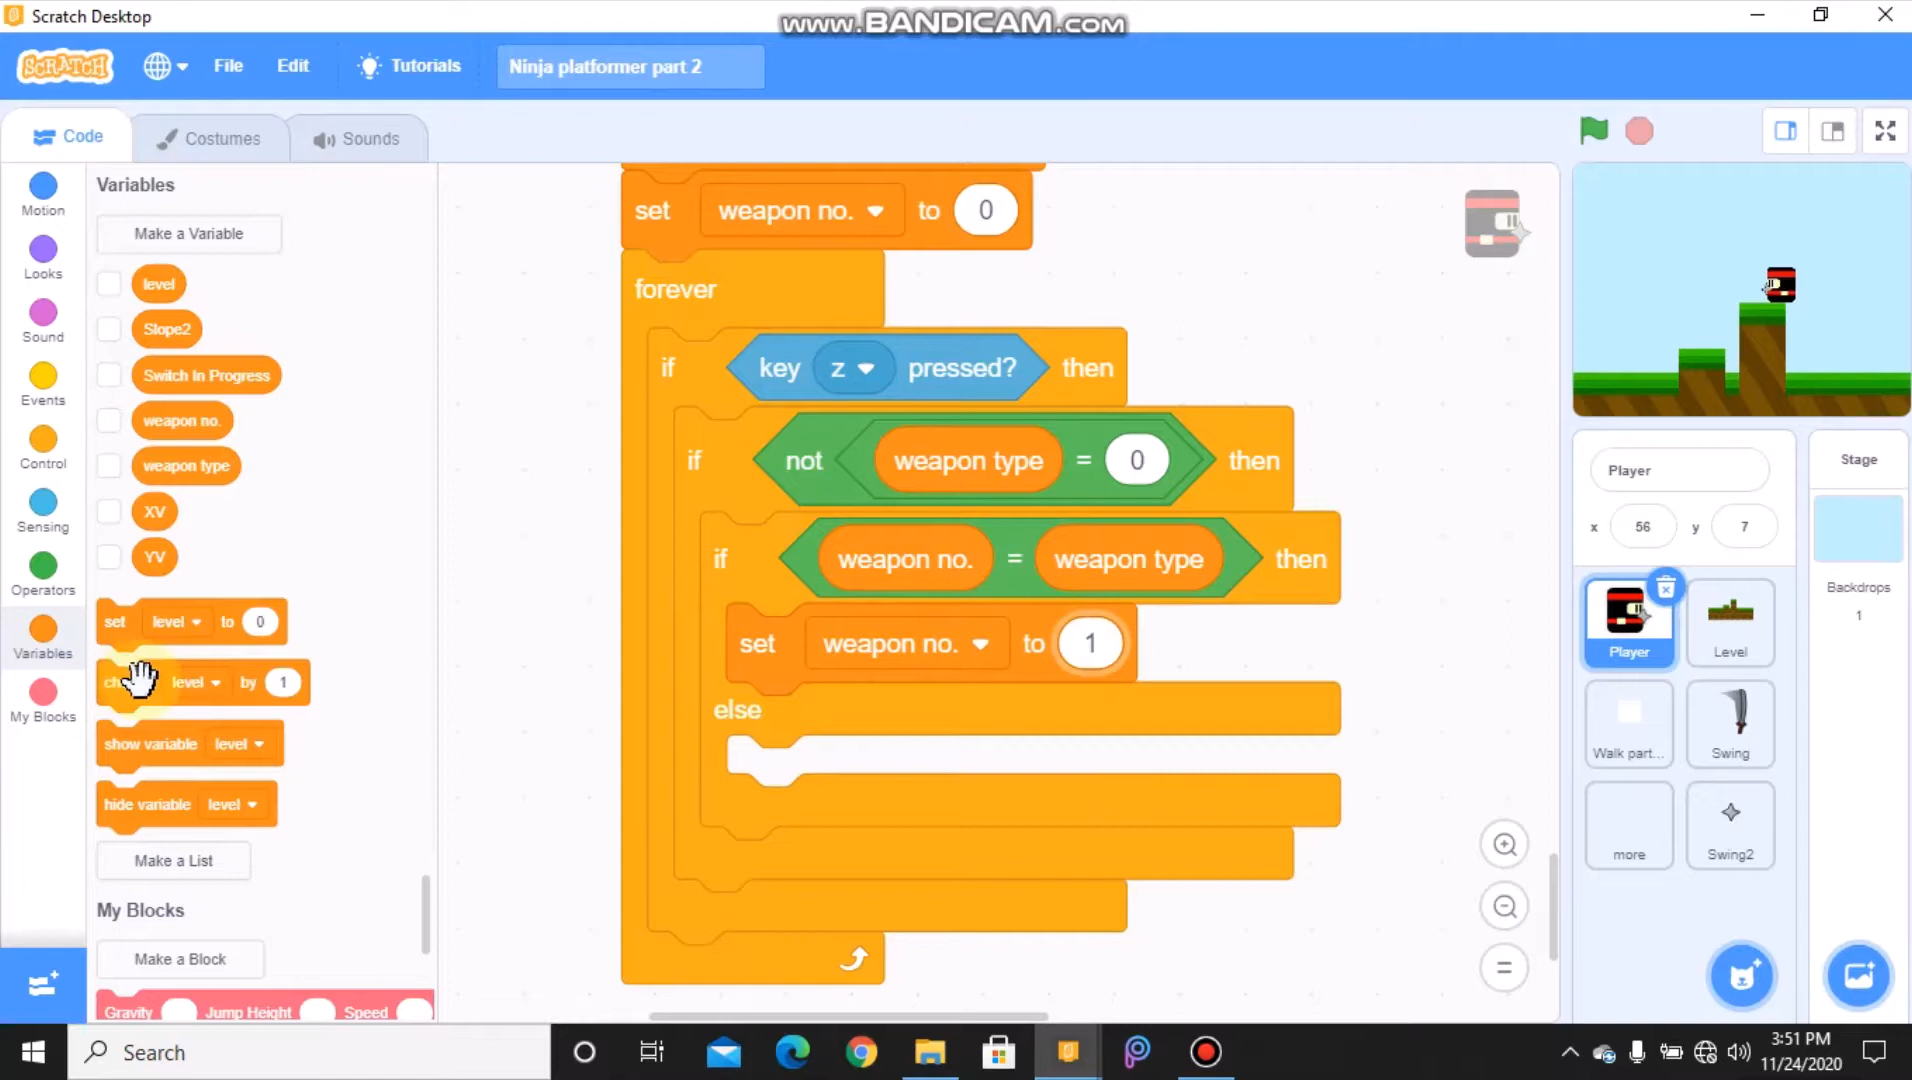 Scratch Desktop
www.BANDICAM.com
SCRATCH
File
Edit
Tutorials
Ninja platformer part 2
Code
Costumes
Sounds
Motion
Looks
Sound
Events
Control
Sensing
Operators
Variables
My Blocks
Variables
Make a Variable
level
Slope2
Switch In Progress
weapon no.
weapon type
XV
YV
set level to 0
level by 1
show variable level
hide variable level
Make a List
My Blocks
Make a Block
Gravity Jump Height Speed
set weapon no. to 0
forever
if key z pressed? then
if not weapon type = 0 then
if weapon no. = weapon type then
set weapon no. to 1
else
Player
x 56 y 7
Player
Level
Walk part...
Swing
more
Swing2
Stage
Backdrops
1
Search
3:51 PM
11/24/2020